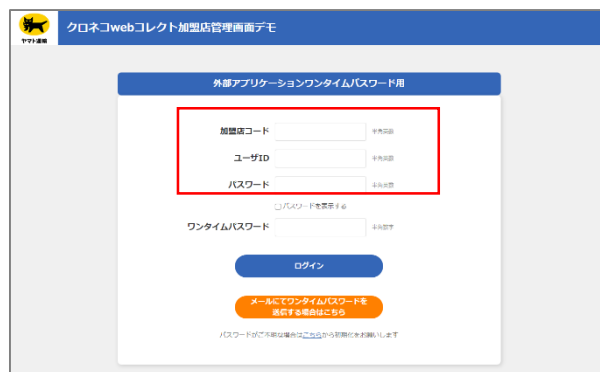 クロネコwebコレクト加盟店管理画面デモ
ヤマト運輸
外部アプリケーションワンタイムパスワード用
加盟店コード 半角英数
ユーザID 半角英数
パスワード 半角英数
パスワードを表示する
ワンタイムパスワード 半角数字
ログイン
メールにてワンタイムパスワードを
送信する場合はこちら
パスワードがご不明な場合はこちらから初期化をお願いします